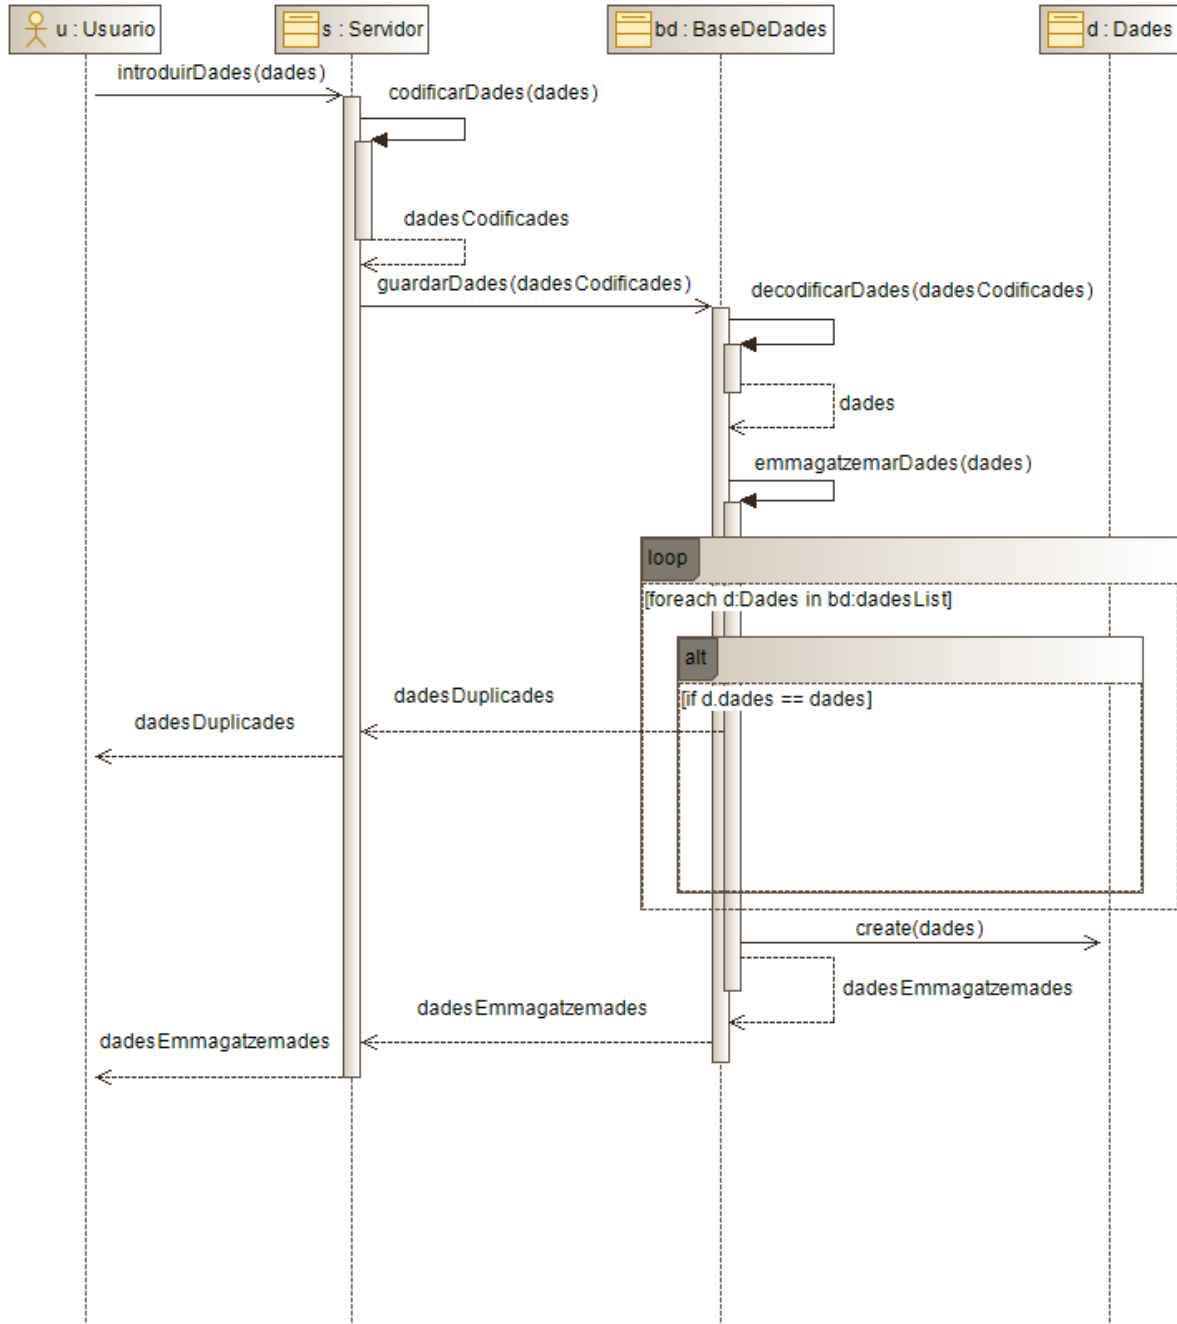 u : Usuario
s : Servidor
bd : BaseDeDades
d : Dades
introduirDades(dades)
codificarDades(dades)
dadesCodificades
guardarDades(dadesCodificades)
decodificarDades(dadesCodificades)
dades
emmagatzemarDades(dades)
loop
[foreach d:Dades in bd:dadesList]
alt
[if d.dades == dades]
dadesDuplicades
dadesDuplicades
create(dades)
dadesEmmagatzemades
dadesEmmagatzemades
dadesEmmagatzemades